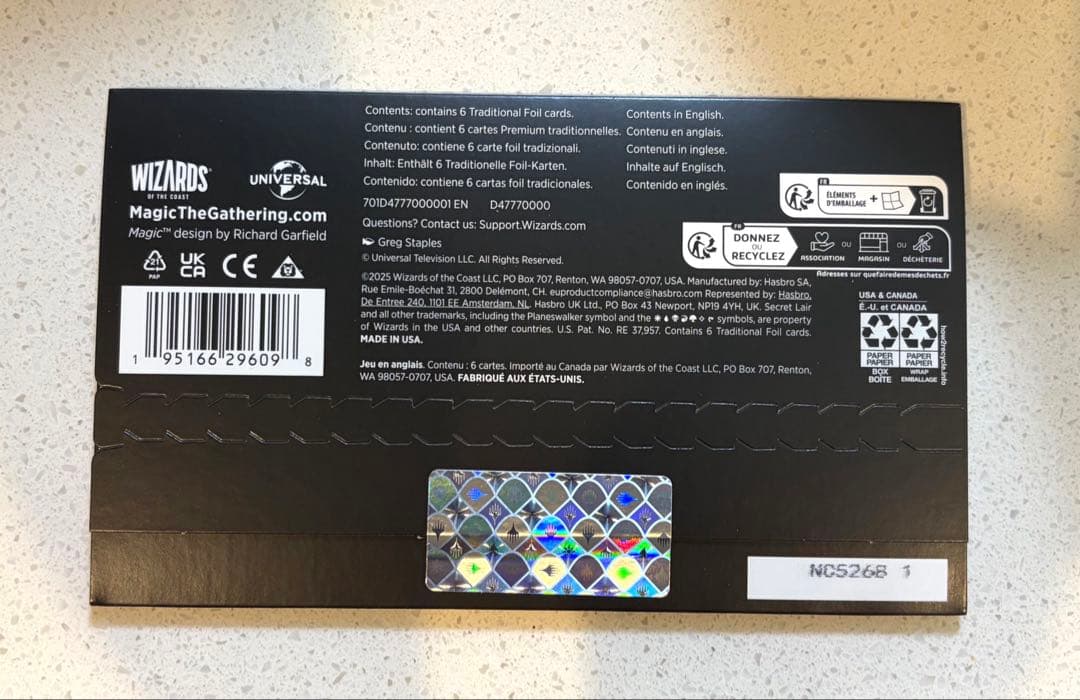 WIZARDS
OF THE COAST
UNIVERSAL
MagicTheGathering.com
Magic™ design by Richard Garfield
21
PAP
UK
CA
CE
1 95166 29609 8
Contents: contains 6 Traditional Foil cards.
Contenu : contient 6 cartes Premium traditionnelles.
Contenuto: contiene 6 carte foil tradizionali.
Inhalt: Enthält 6 Traditionelle Foil-Karten.
Contenido: contiene 6 cartas foil tradicionales.
Contents in English.
Contenu en anglais.
Contenuti in inglese.
Inhalte auf Englisch.
Contenido en inglés.
701D4777000001 EN D47770000
Questions? Contact us: Support.Wizards.com
Greg Staples
© Universal Television LLC. All Rights Reserved.
©2025 Wizards of the Coast LLC, PO Box 707, Renton, WA 98057-0707, USA. Manufactured by: Hasbro SA,
Rue Emile-Boéchat 31, 2800 Delémont, CH. euproductcompliance@hasbro.com Represented by: Hasbro,
De Entree 240, 1101 EE Amsterdam, NL. Hasbro UK Ltd., PO Box 43 Newport, NP19 4YH, UK. Secret Lair
and all other trademarks, including the Planeswalker symbol and the symbols, are property
of Wizards in the USA and other countries. U.S. Pat. No. RE 37,957. Contains 6 Traditional Foil cards.
MADE IN USA.
Jeu en anglais. Contenu : 6 cartes. Importé au Canada par Wizards of the Coast LLC, PO Box 707, Renton,
WA 98057-0707, USA. FABRIQUÉ AUX ÉTATS-UNIS.
FR
ÉLÉMENTS
D'EMBALLAGE +
FR
DONNEZ
OU
RECYCLEZ
ASSOCIATION
OU
MAGASIN
OU
DÉCHÈTERIE
Adresses sur quefairedemesdechets.fr
USA & CANADA
É.-U. et CANADA
PAPER
PAPIER
BOX
BOÎTE
PAPER
PAPIER
WRAP
EMBALLAGE
how2recycle.info
NC526B 1